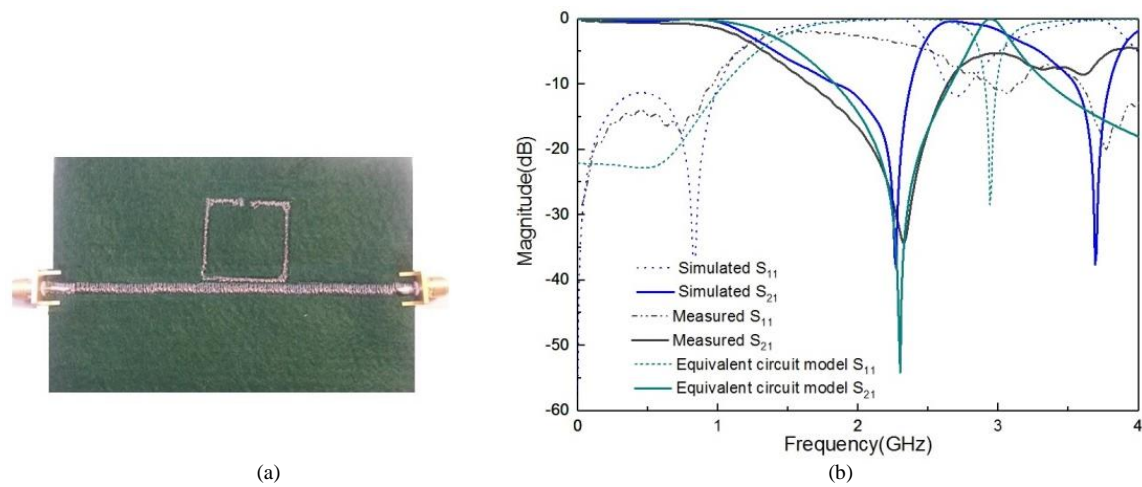 (a)
(b)
Magnitude(dB)
0
-10
-20
-30
-40
-50
-60
Simulated S₁₁
Simulated S₂₁
Measured S₁₁
Measured S₂₁
Equivalent circuit model S₁₁
Equivalent circuit model S₂₁
0 1 2 3 4
Frequency(GHz)